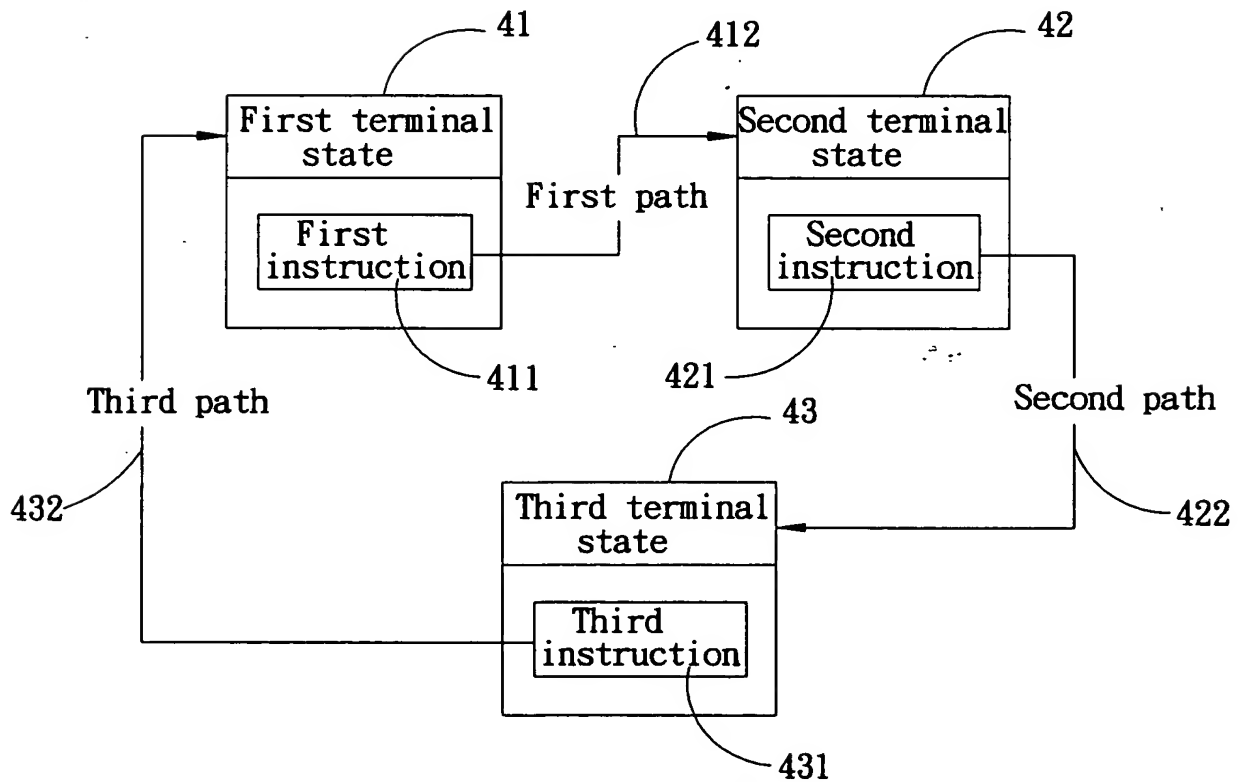 41
412
42
First terminal
state
Second terminal
state
First path
First
instruction
Second
instruction
411
421
Third path
43
Second path
432
Third terminal
state
422
Third
instruction
431